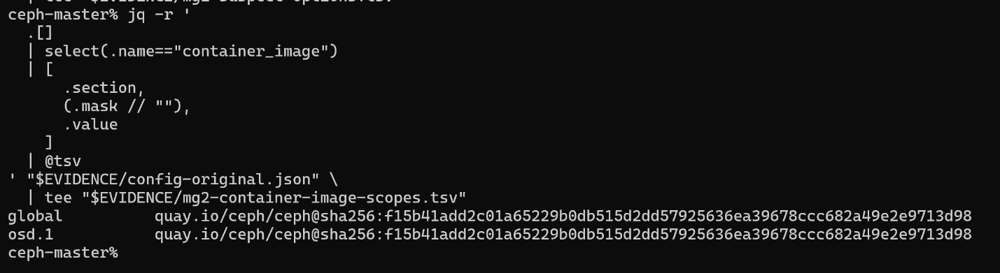 ceph-master% jq -r '
  .[]
  | select(.name=="container_image")
  | [
      .section,
      (.mask // ""),
      .value
    ]
  | @tsv
' "$EVIDENCE/config-original.json" \
  | tee "$EVIDENCE/mg2-container-image-scopes.tsv"
global		quay.io/ceph/ceph@sha256:f15b41add2c01a65229b0db515d2dd57925636ea39678ccc682a49e2e9713d98
osd.1		quay.io/ceph/ceph@sha256:f15b41add2c01a65229b0db515d2dd57925636ea39678ccc682a49e2e9713d98
ceph-master%